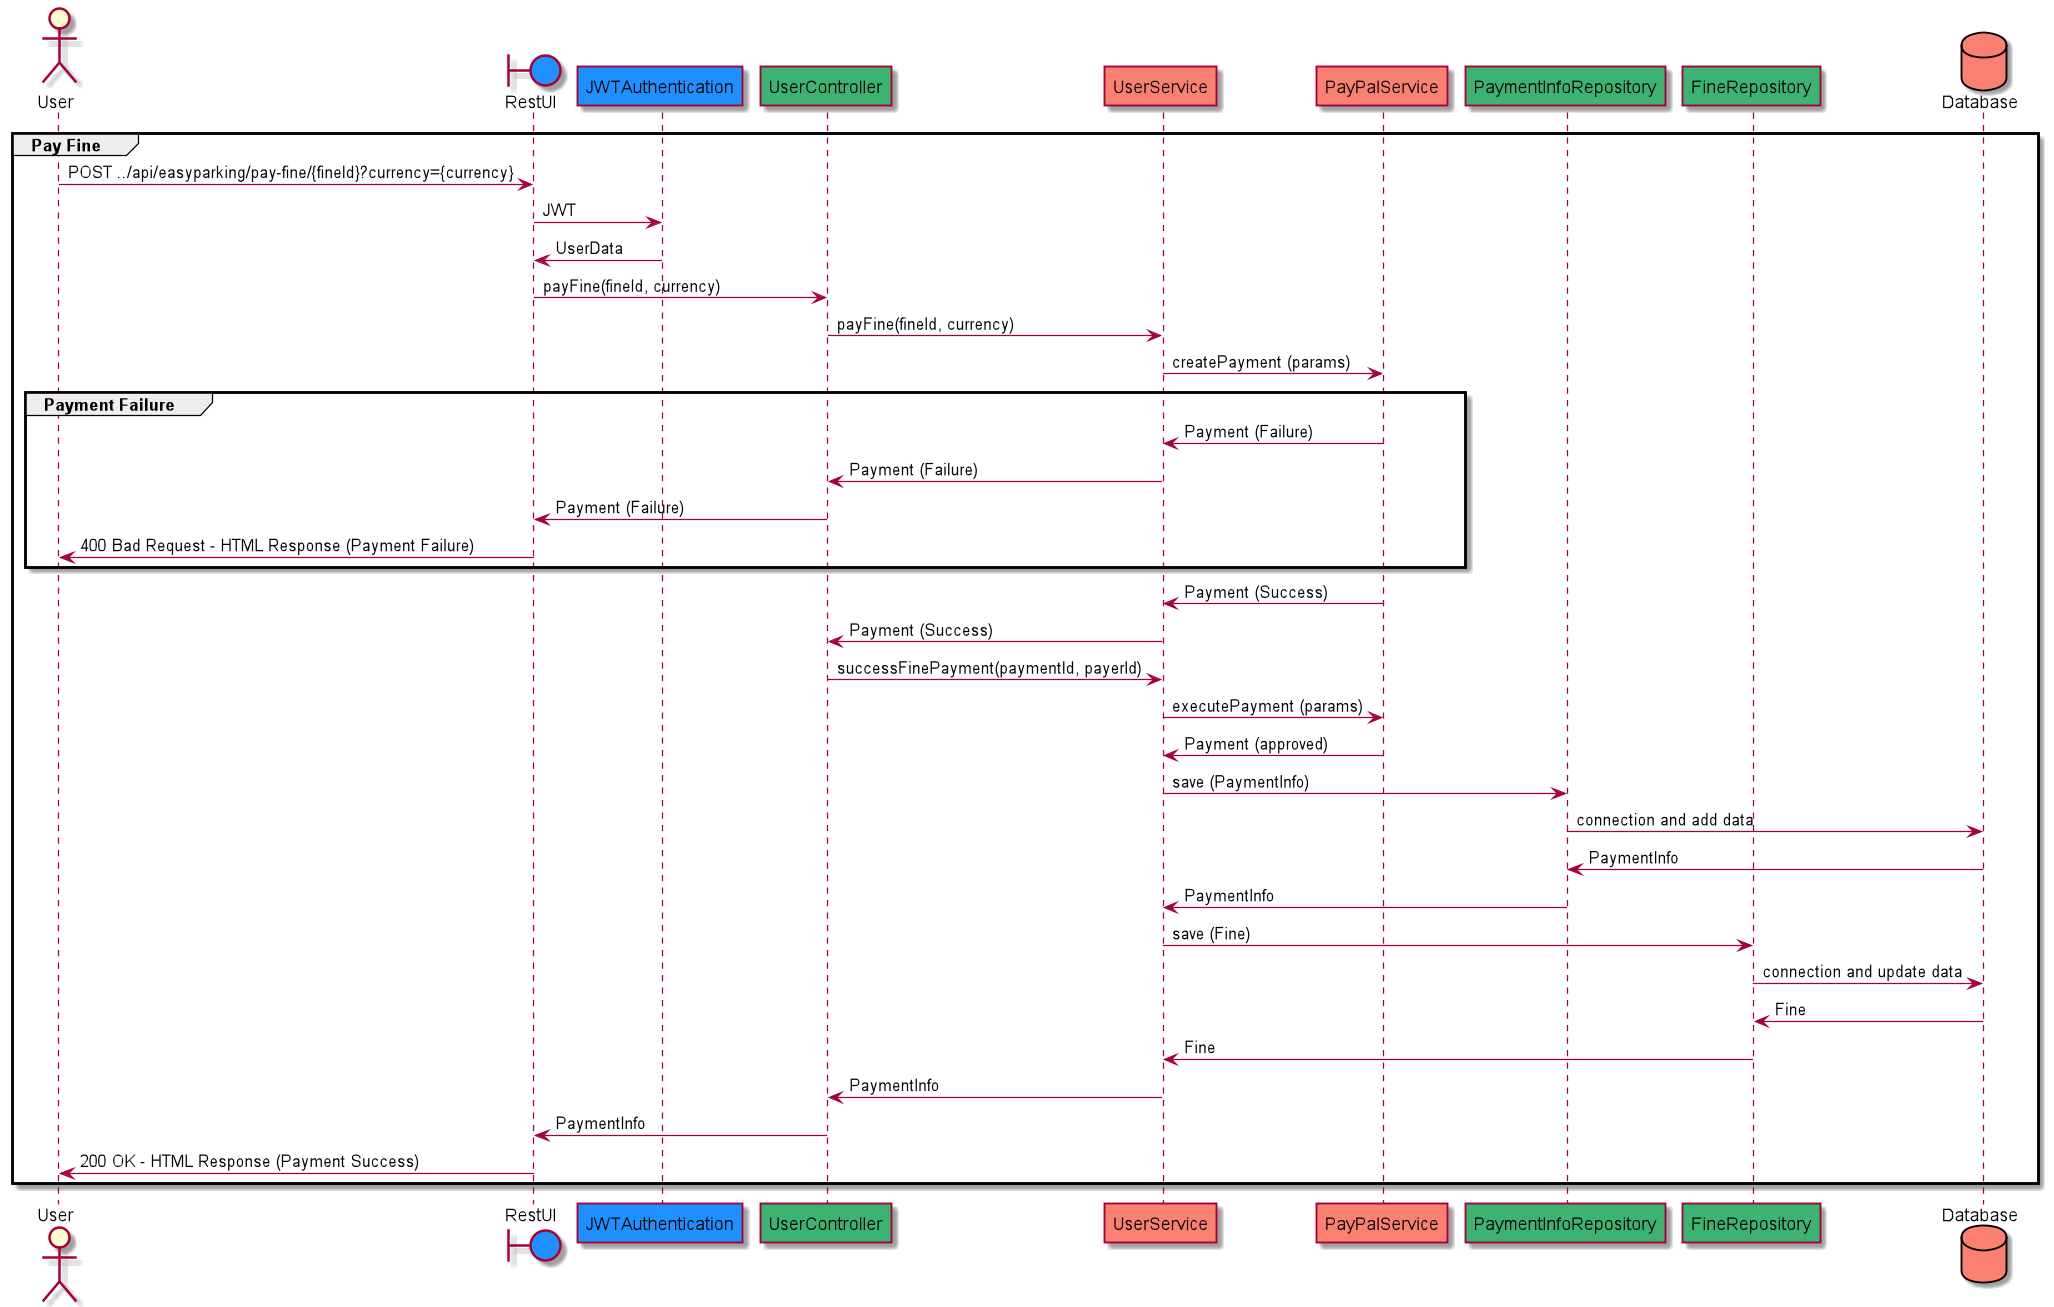 User
RestUI
JWTAuthentication
UserController
UserService
PayPalService
PaymentInfoRepository
FineRepository
Database
Pay Fine
POST ../api/easyparking/pay-fine/{fineId}?currency={currency}
JWT
UserData
payFine(fineId, currency)
payFine(fineId, currency)
createPayment (params)
Payment Failure
Payment (Failure)
Payment (Failure)
Payment (Failure)
400 Bad Request - HTML Response (Payment Failure)
Payment (Success)
Payment (Success)
successFinePayment(paymentId, payerId)
executePayment (params)
Payment (approved)
save (PaymentInfo)
connection and add data
PaymentInfo
PaymentInfo
save (Fine)
connection and update data
Fine
Fine
PaymentInfo
PaymentInfo
200 OK - HTML Response (Payment Success)
User
RestUI
JWTAuthentication
UserController
UserService
PayPalService
PaymentInfoRepository
FineRepository
Database